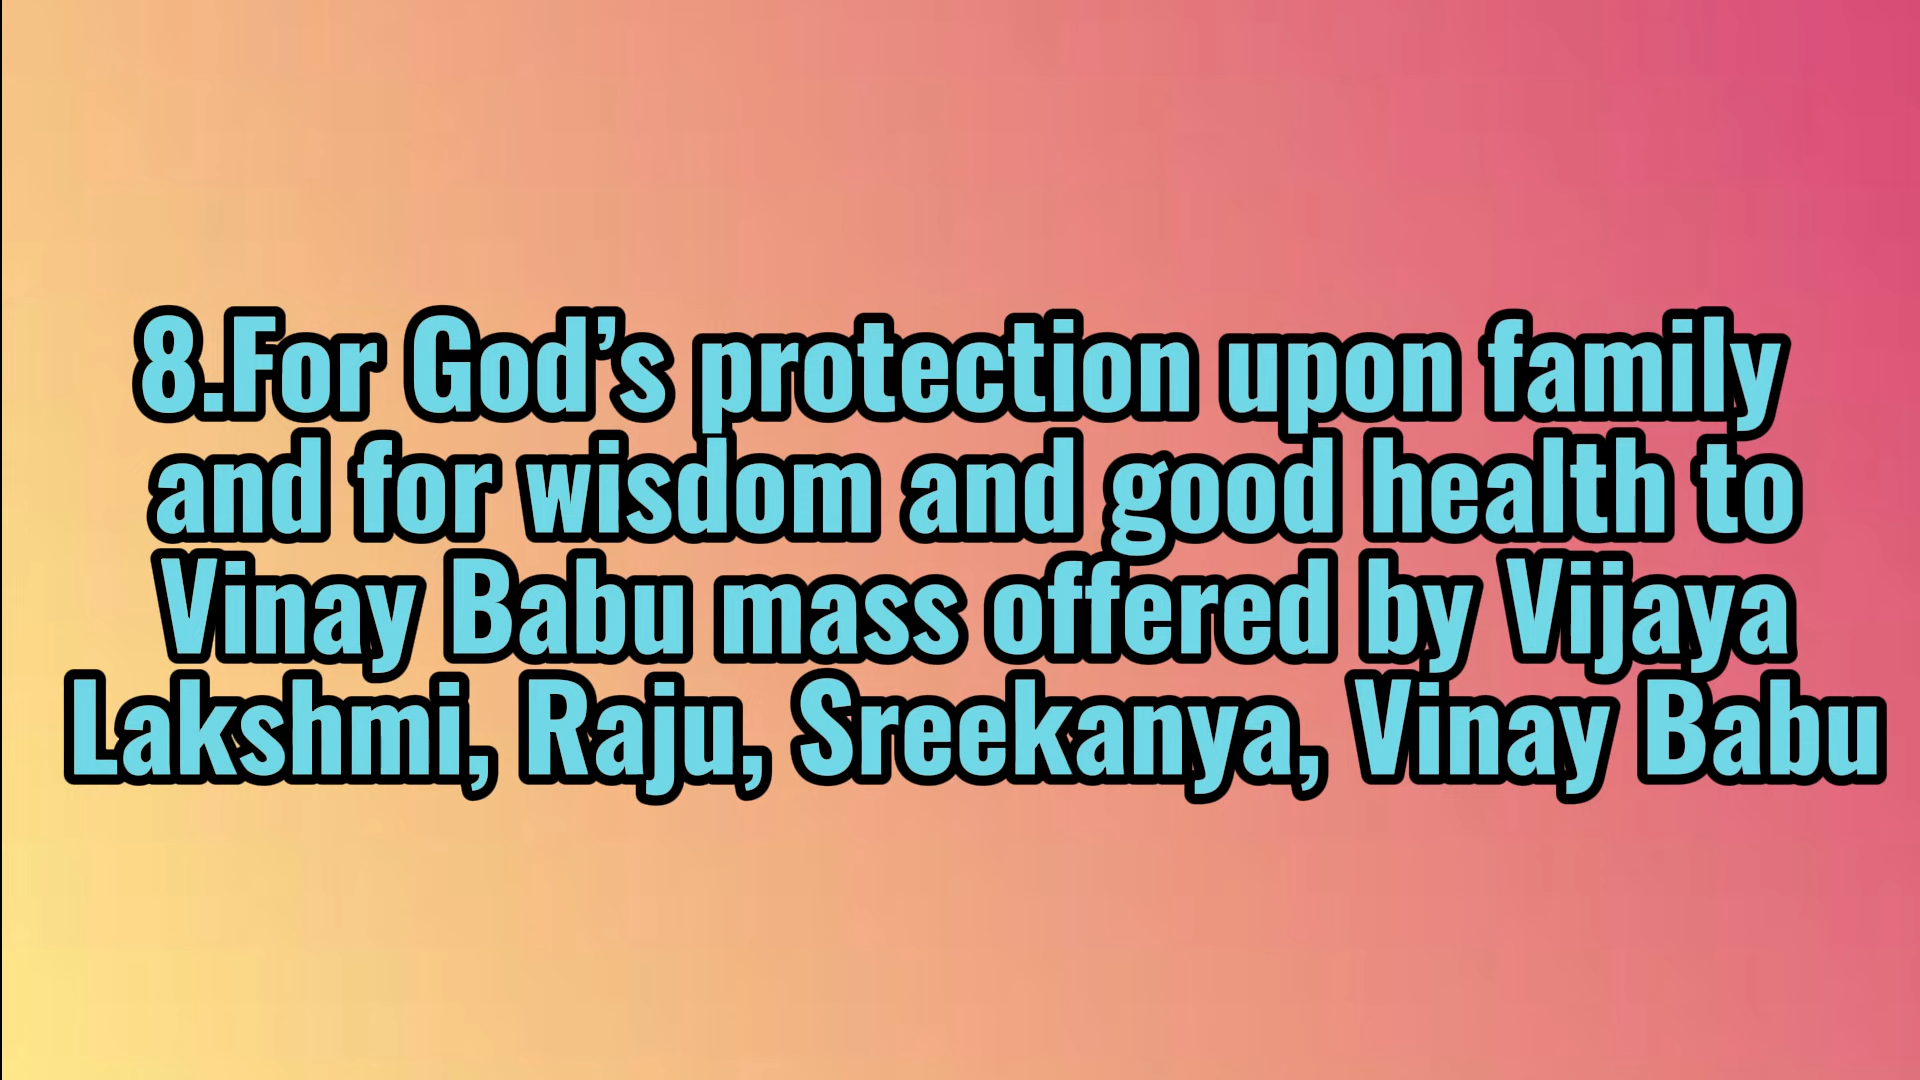 8.For God’s protection upon family
and for wisdom and good health to
Vinay Babu mass offered by Vijaya
Lakshmi, Raju, Sreekanya, Vinay Babu